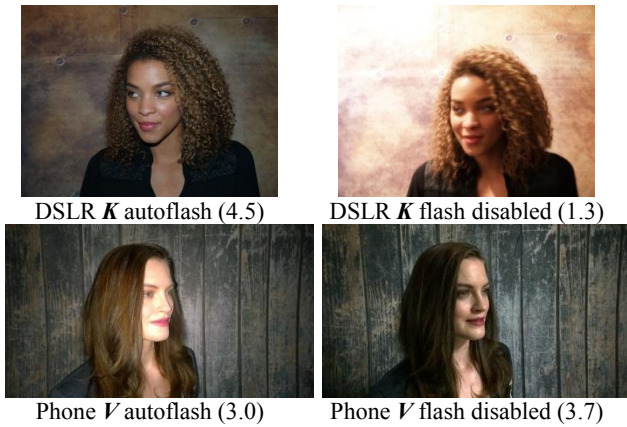 DSLR K autoflash (4.5)
DSLR K flash disabled (1.3)
Phone V autoflash (3.0)
Phone V flash disabled (3.7)